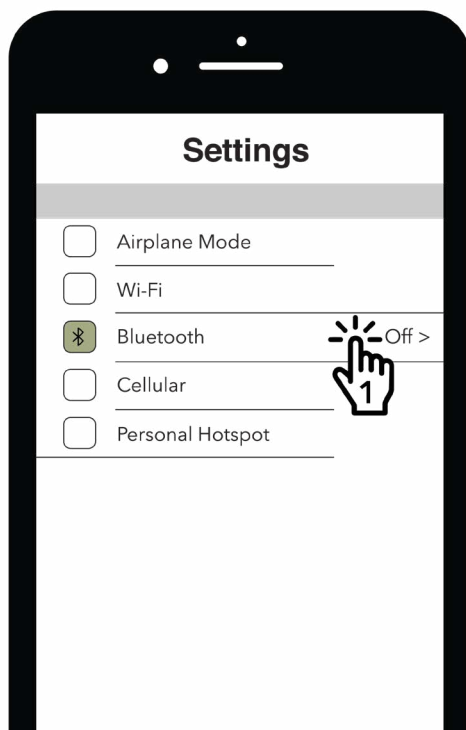 Settings
Airplane Mode
Wi-Fi
Bluetooth Off >
Cellular
1
Personal Hotspot